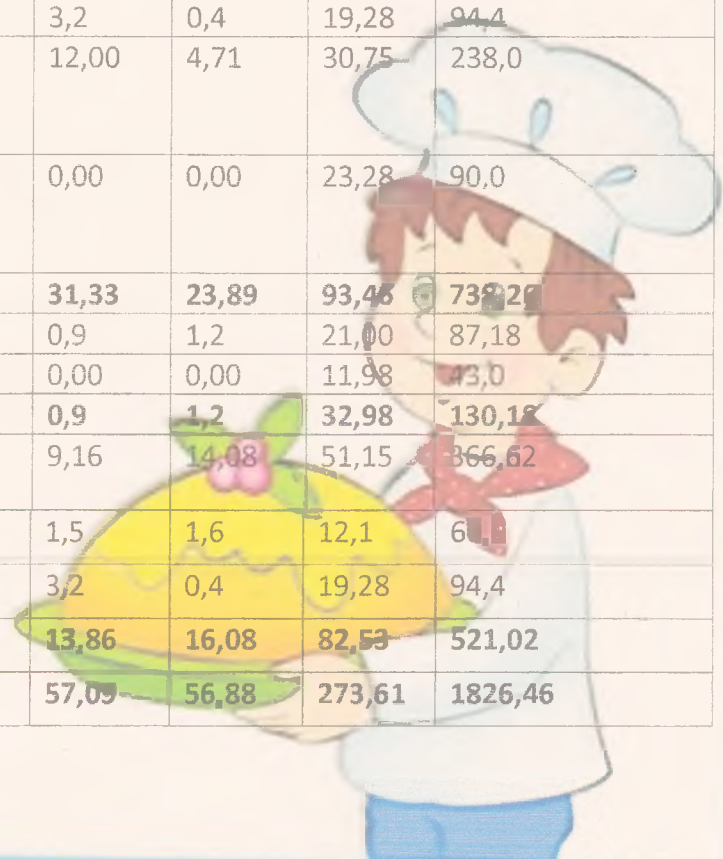 3,2 0,4 19,28 94,4
12,00 4,71 30,75 238,0
0,00 0,00 23,28 90,0
31,33 23,89 93,46
0,9 1,2 21,00 87,18
0,00 0,00 11,98 43,0
0,9 1,2 32,98 130,18
9,16 14,08 51,15 366,62
1,5 1,6 12,1
3,2 0,4 19,28 94,4
13,86 16,08 82,53 521,02
57,09 56,88 273,61 1826,46